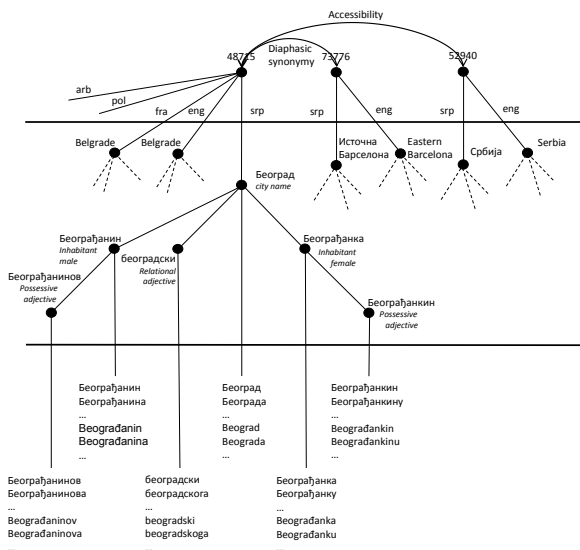 Accessibility
48715
Diaphasic
synonymy
73776
52940
arb
pol
fra
eng
srp
srp
eng
srp
eng
Belgrade
Belgrade
Источна
Барселона
Eastern
Barcelona
Србија
Serbia
Београд
city name
Београђанин
Inhabitant
male
београдски
Relational
adjective
Београђанка
Inhabitant
female
Београђанинов
Possessive
adjective
Београђанкин
Possessive
adjective
Београђанин
Београђанина
...
Beograđanin
Beograđanina
...
Београд
Београда
...
Beograd
Beograda
...
Београђанкин
Београђанкину
...
Beograđankin
Beograđankinu
...
Београђанинов
Београђанинова
...
Beograđaninov
Beograđaninova
...
београдски
београдскога
...
beogradski
beogradskoga
...
Београђанка
Београђанку
...
Beograđanka
Beograđanku
...